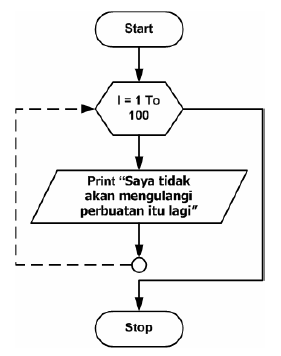 Start
I = 1 To
100
Print “Saya tidak
akan mengulangi
perbuatan itu lagi”
Stop